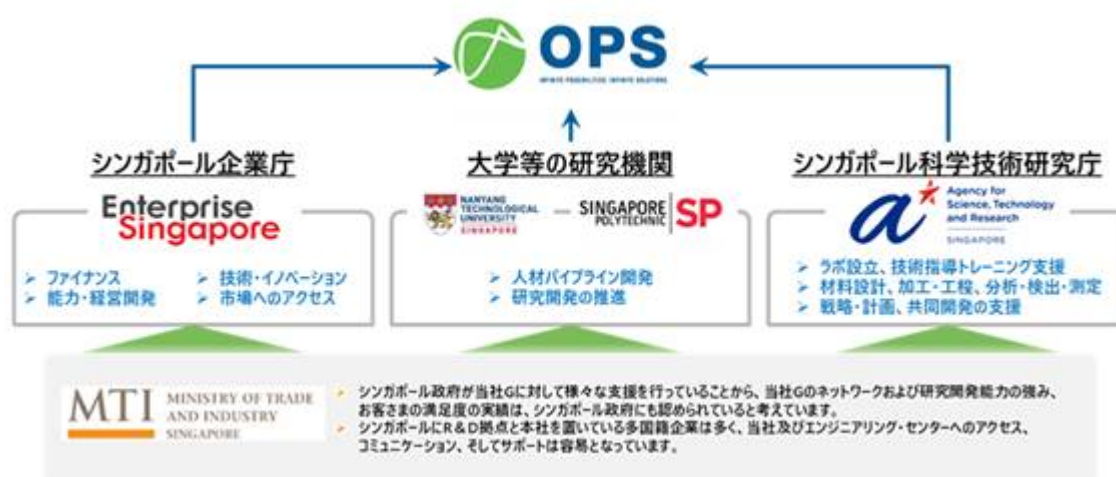 OPS
INFINITE POSSIBILITIES. INFINITE SOLUTIONS
シンガポール企業庁
Enterprise
Singapore
➢ ファイナンス
➢ 能力・経営開発
➢ 技術・イノベーション
➢ 市場へのアクセス
大学等の研究機関
NANYANG
TECHNOLOGICAL
UNIVERSITY
SINGAPORE
SINGAPORE
POLYTECHNIC
SP
➢ 人材パイプライン開発
➢ 研究開発の推進
シンガポール科学技術研究庁
Agency for
Science, Technology
and Research
SINGAPORE
➢ ラボ設立、技術指導トレーニング支援
➢ 材料設計、加工・工程、分析・検出・測定
➢ 戦略・計画、共同開発の支援
MTI
MINISTRY OF TRADE
AND INDUSTRY
SINGAPORE
➢ シンガポール政府が当社Gに対して様々な支援を行っていることから、当社Gのネットワークおよび研究開発能力の強み、
お客さまの満足度の実績は、シンガポール政府にも認められていると考えています。
➢ シンガポールにR＆D拠点と本社を置いている多国籍企業は多く、当社及びエンジニアリング・センターへのアクセス、
コミュニケーション、そしてサポートは容易となっています。